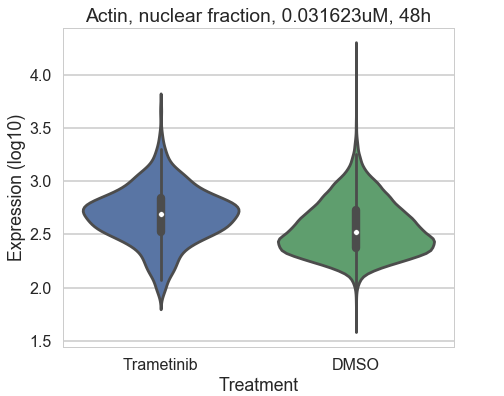 Actin, nuclear fraction, 0.031623uM, 48h
Expression (log10)
4.0
3.5
3.0
2.5
2.0
1.5
Trametinib DMSO
Treatment